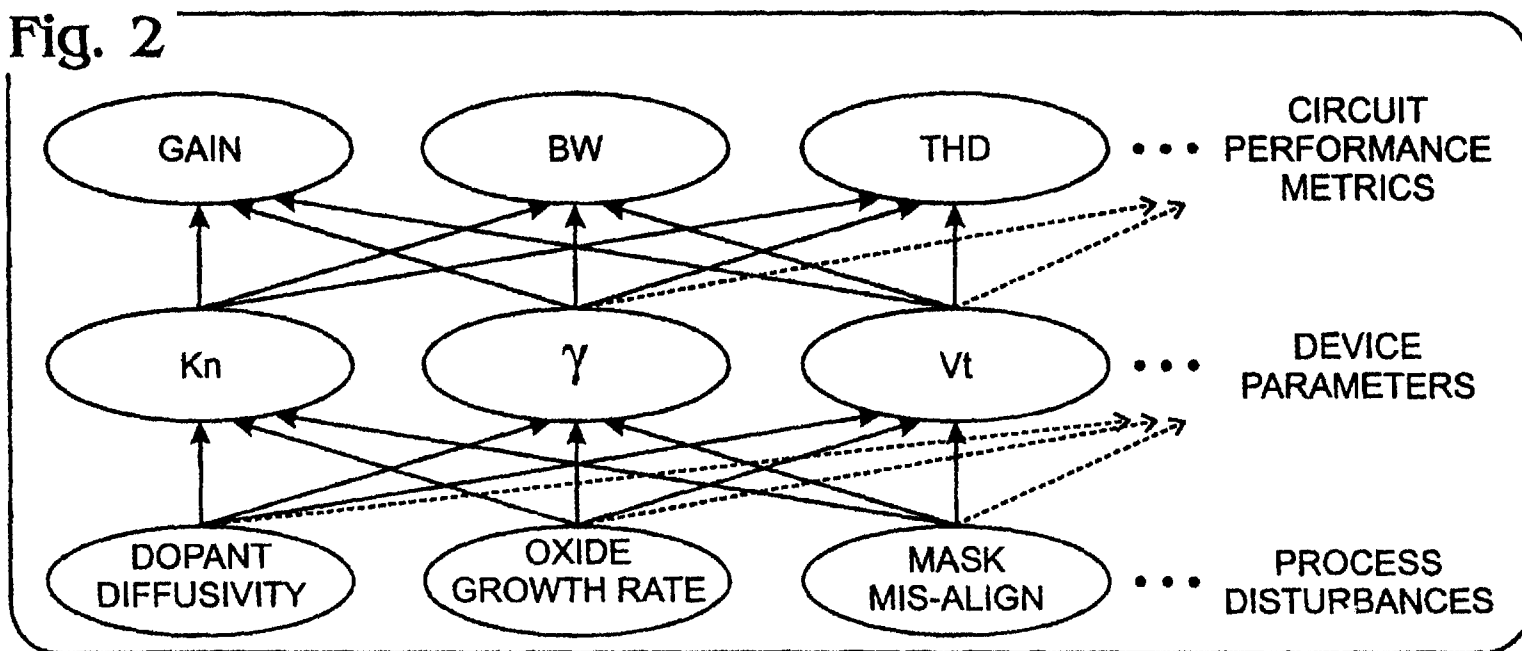 Fig. 2
GAIN
BW
THD
• • •
CIRCUIT
PERFORMANCE
METRICS
Kn
γ
Vt
• • •
DEVICE
PARAMETERS
DOPANT
DIFFUSIVITY
OXIDE
GROWTH RATE
MASK
MIS-ALIGN
• • •
PROCESS
DISTURBANCES